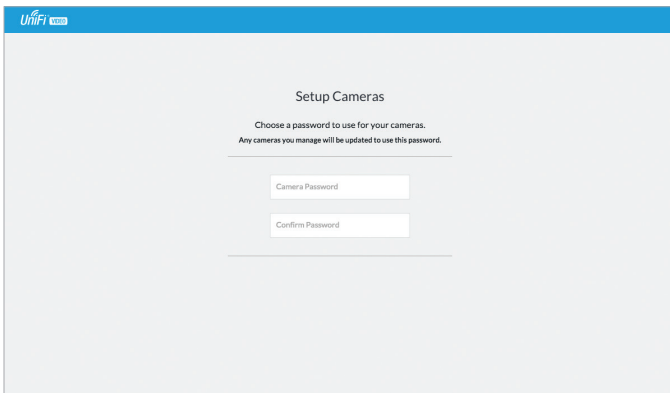 UniFi VIDEO
Setup Cameras
Choose a password to use for your cameras.
Any cameras you manage will be updated to use this password.
Camera Password
Confirm Password